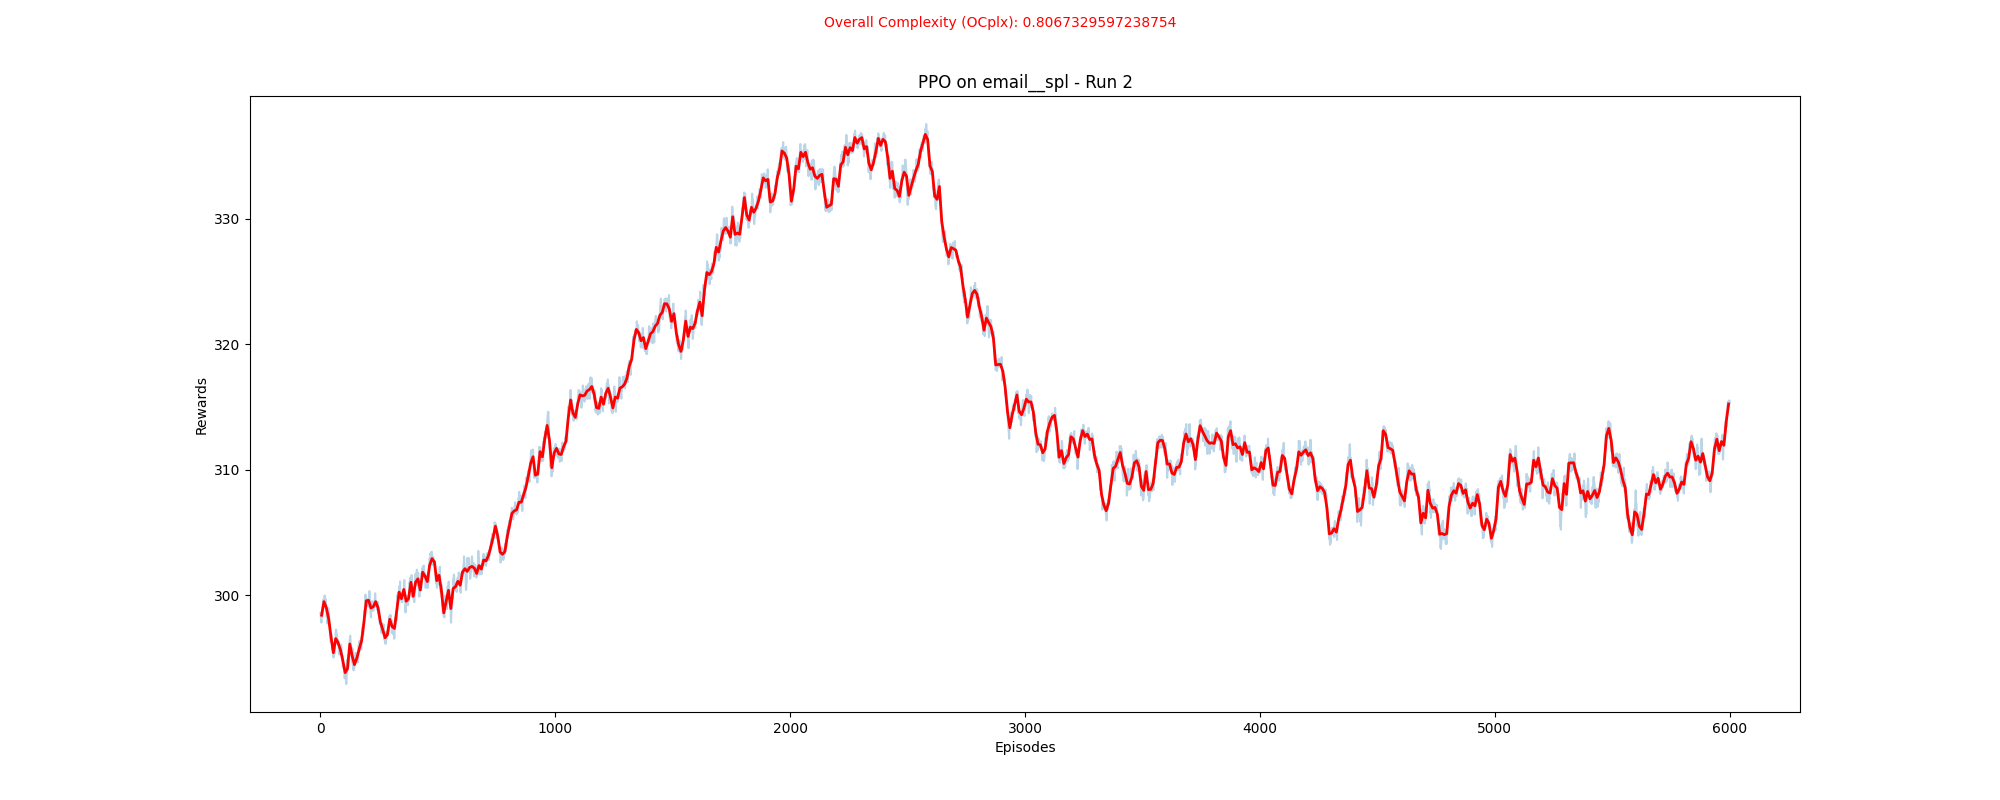 Overall Complexity (OCplx): 0.8067329597238754
PPO on email__spl - Run 2
330
320
310
300
Rewards
0 1000 2000 3000 4000 5000 6000
Episodes